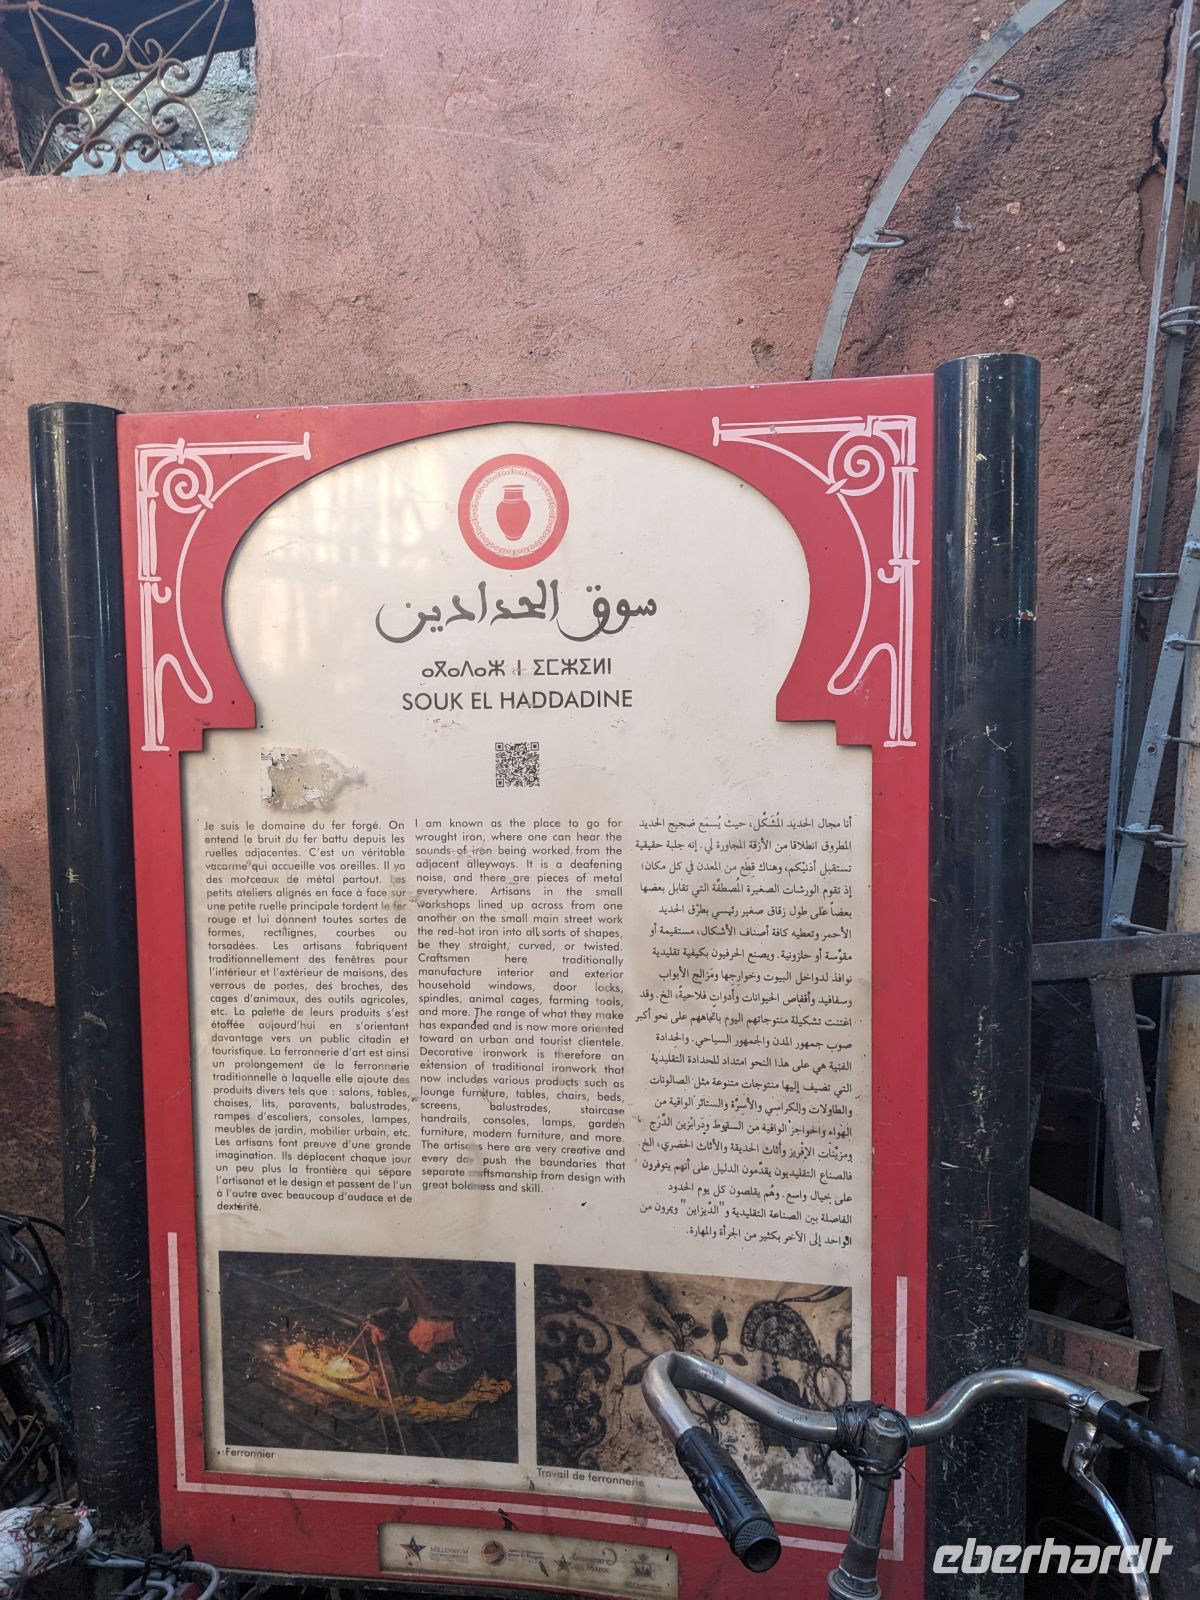 سوق الحدادين
ⴰⵣⴰⴷⴰⵥ ⵏ ⵉⵎⵥⵉⵍⵏ
SOUK EL HADDADINE
Je suis le domaine du fer forgé. On
entend le bruit du fer battu depuis les
ruelles adjacentes. C'est un véritable
vacarme qui accueille vos oreilles. Il ya
des morceaux de métal partout. Les
petits ateliers alignés en face à face sur
une petite ruelle principale tordent le fer
rouge et lui donnent toutes sortes de
formes, rectilignes, courbes ou
torsadées. Les artisans fabriquent
traditionnellement des fenêtres pour
l'intérieur et l'extérieur de maisons, des
verrous de portes, des broches, des
cages d'animaux, des outils agricoles,
etc. La palette de leurs produits s'est
étoffée aujourd'hui en s'orientant
davantage vers un public citadin et
touristique. La ferronnerie d'art est ainsi
un prolongement de la ferronnerie
traditionnelle à laquelle elle ajoute des
produits divers tels que : salons, tables,
chaises, lits, paravents, balustrades,
rampes d'escaliers, consoles, lampes,
meubles de jardin, mobilier urbain, etc.
Les artisans font preuve d'une grande
imagination. Ils déplacent chaque jour
un peu plus la frontière qui sépare
l'artisanat et le design et passent de l'un
à l'autre avec beaucoup d'audace et de
dextérité.
I am known as the place to go for
wrought iron, where one can hear the
sounds of iron being worked from the
adjacent alleyways. It is a deafening
noise, and there are pieces of metal
everywhere. Artisans in the small
workshops lined up across from one
another on the small main street work
the red-hot iron into all sorts of shapes,
be they straight, curved, or twisted.
Craftsmen here traditionally
manufacture interior and exterior
household windows, door locks,
spindles, animal cages, farming tools,
and more. The range of what they make
has expanded and is now more oriented
toward an urban and tourist clientele.
Decorative ironwork is therefore an
extension of traditional ironwork that
now includes various products such as
lounge furniture, tables, chairs, beds,
screens, balustrades, staircase
handrails, consoles, lamps, garden
furniture, modern furniture, and more.
The artisans here are very creative and
every day push the boundaries that
separate craftsmanship from design with
great boldness and skill.
أنا مجال الحديد المُشَكَّل، حيث يُسمَع ضجيج الحديد
المطروق انطلاقا من الأزقة المجاورة لي. إنه جلبة حقيقية
تستقبل أذنيْكم، وهناك قِطع من المعدن في كل مكان؛
إذ تقوم الورشات الصغيرة المُصطفّة التي تقابل بعضها
بعضاً على طول زقاق صغير رئيسي بطرْق الحديد
الأحمر وتعطيه كافة أصناف الأشكال، مستقيمة أو
مقوّسة أو حلزونية. ويصنع الحرفيون بكيفية تقليدية
نوافذ لدواخل البيوت وخوارجها ومَزالج الأبواب
وسفافيد وأقفاص الحيوانات وأدوات فلاحية، الخ. وقد
اغتنت تشكيلة منتوجاتهم اليوم باتجاههم على نحو أكبر
صوب جمهور المدن والجمهور السياحي. والحِدادة
الفنية هي على هذا النحو امتداد للحدادة التقليدية
التي تضيف إليها منتوجات متنوعة مثل الصالونات
والطاولات والكراسي والأسِرَّة والستائر الواقية من
الهواء والحواجز الواقية من السقوط ودرابزين الدَّرج
ومزيِّنات الإفْريز وأثاث الحديقة والأثاث الحضري، الخ.
فالصناع التقليديون يقدّمون الدليل على أنهم يتوفرون
على خيال واسع. وهُم يقلصون كل يوم الحدود
الفاصلة بين الصناعة التقليدية و"الدّيزاين" ويمرون من
الواحد إلى الآخر بكثير من الجرأة والمهارة.
Ferronnier
Travail de ferronnerie
MILLENNIUM
eberhardt